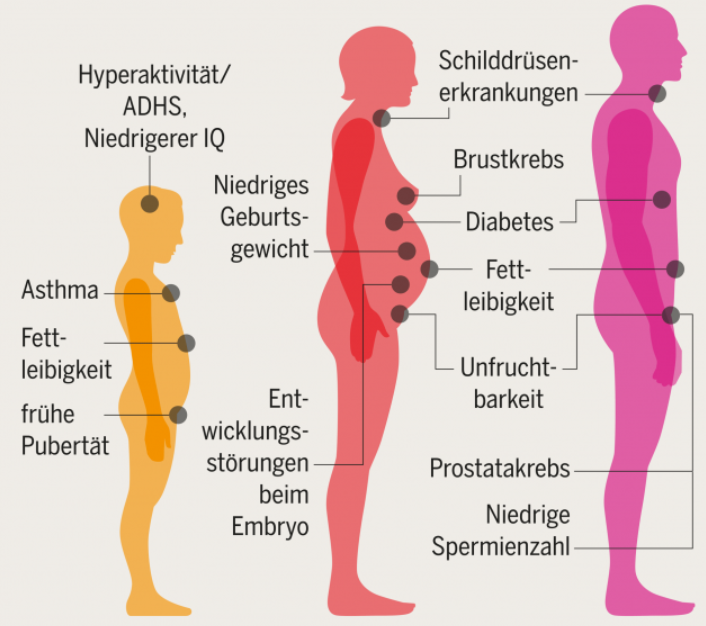 Hyperaktivität/
ADHS,
Niedrigerer IQ
Asthma
Fett-
leibigkeit
frühe
Pubertät
Niedriges
Geburts-
gewicht
Ent-
wicklungs-
störungen
beim
Embryo
Schilddrüsen-
erkrankungen
Brustkrebs
Diabetes
Fett-
leibigkeit
Unfrucht-
barkeit
Prostatakrebs
Niedrige
Spermienzahl